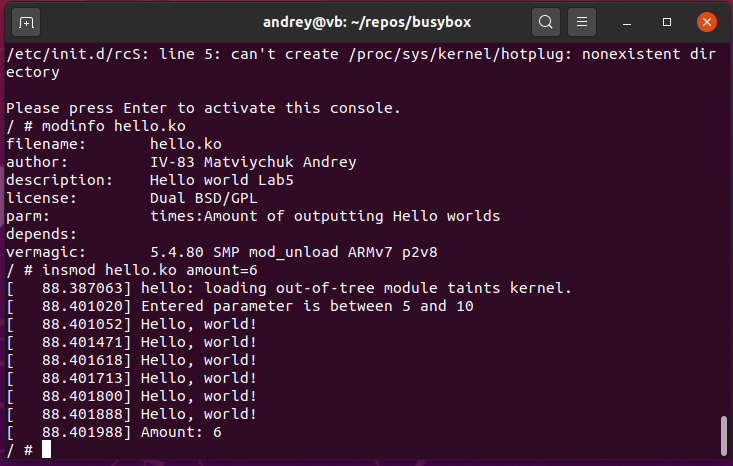 andrey@vb: ~/repos/busybox
/etc/init.d/rcS: line 5: can't create /proc/sys/kernel/hotplug: nonexistent dir
ectory
Please press Enter to activate this console.
/ # modinfo hello.ko
filename:       hello.ko
author:         IV-83 Matviychuk Andrey
description:    Hello world Lab5
license:        Dual BSD/GPL
parm:           times:Amount of outputting Hello worlds
depends:
vermagic:       5.4.80 SMP mod_unload ARMv7 p2v8
/ # insmod hello.ko amount=6
[   88.387063] hello: loading out-of-tree module taints kernel.
[   88.401020] Entered parameter is between 5 and 10
[   88.401052] Hello, world!
[   88.401471] Hello, world!
[   88.401618] Hello, world!
[   88.401713] Hello, world!
[   88.401800] Hello, world!
[   88.401888] Hello, world!
[   88.401988] Amount: 6
/ #